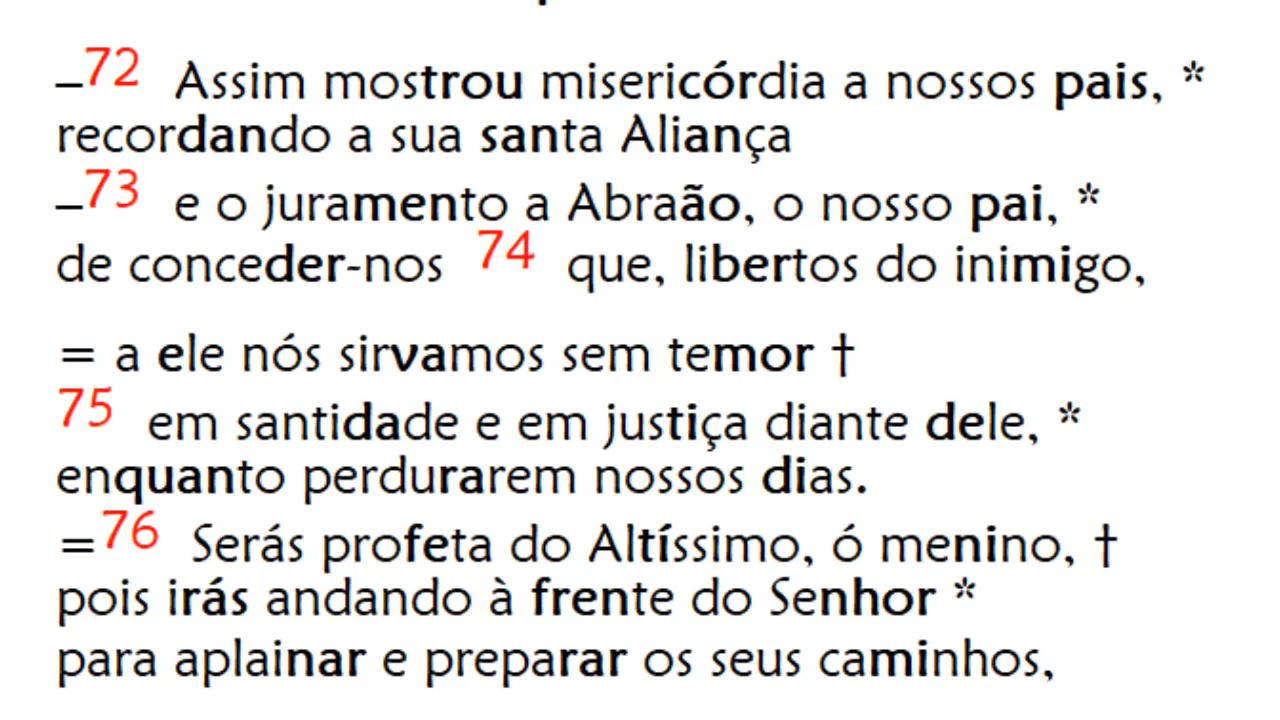 –72 Assim mostrou misericórdia a nossos pais, *
recordando a sua santa Aliança
–73 e o juramento a Abraão, o nosso pai, *
de conceder-nos 74 que, libertos do inimigo,
= a ele nós sirvamos sem temor †
75 em santidade e em justiça diante dele, *
enquanto perdurarem nossos dias.
=76 Serás profeta do Altíssimo, ó menino, †
pois irás andando à frente do Senhor *
para aplainar e preparar os seus caminhos,